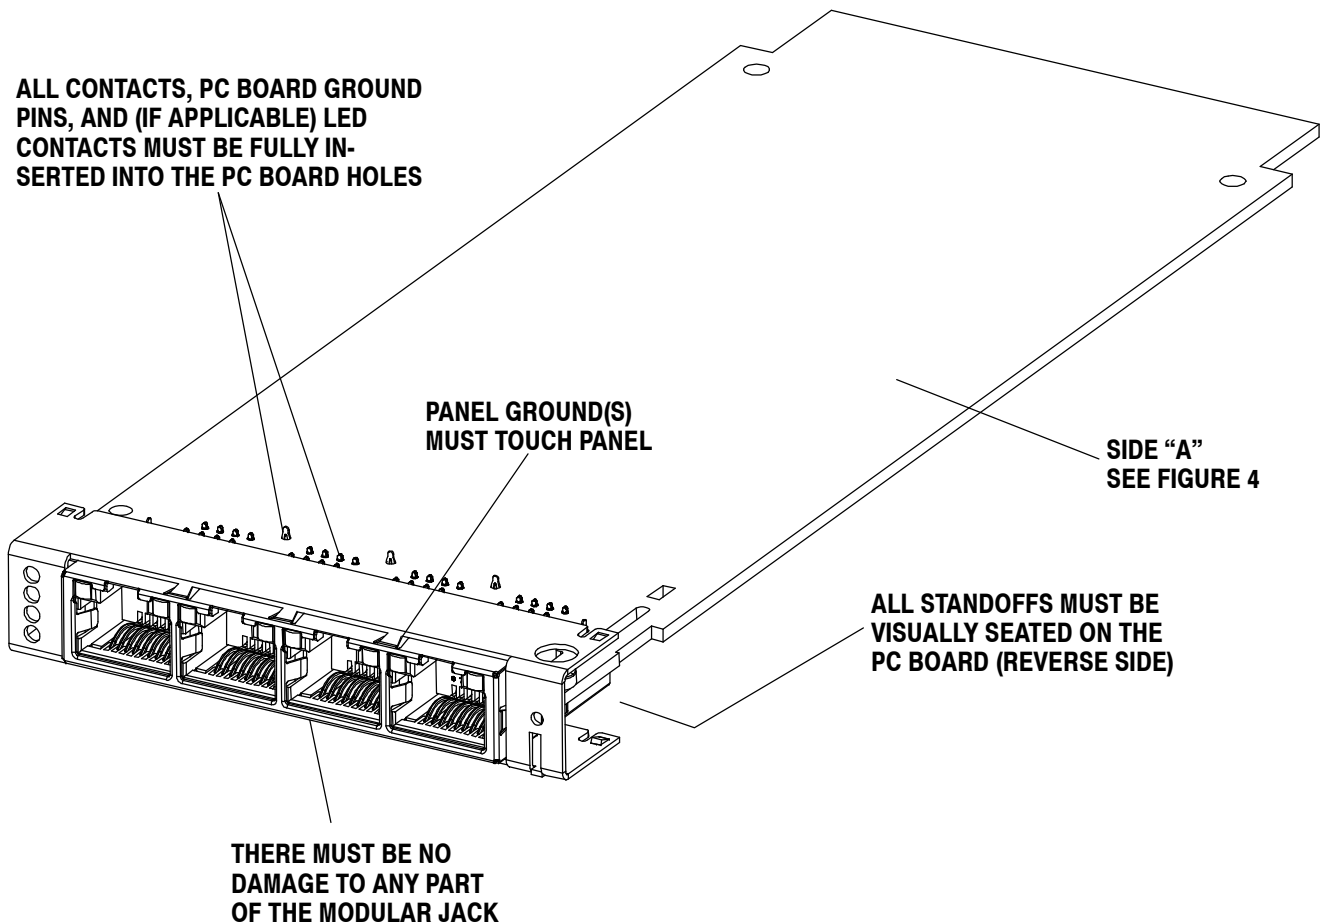 ALL CONTACTS, PC BOARD GROUND
PINS, AND (IF APPLICABLE) LED
CONTACTS MUST BE FULLY IN-
SERTED INTO THE PC BOARD HOLES
PANEL GROUND(S)
MUST TOUCH PANEL
SIDE “A”
SEE FIGURE 4
ALL STANDOFFS MUST BE
VISUALLY SEATED ON THE
PC BOARD (REVERSE SIDE)
THERE MUST BE NO
DAMAGE TO ANY PART
OF THE MODULAR JACK